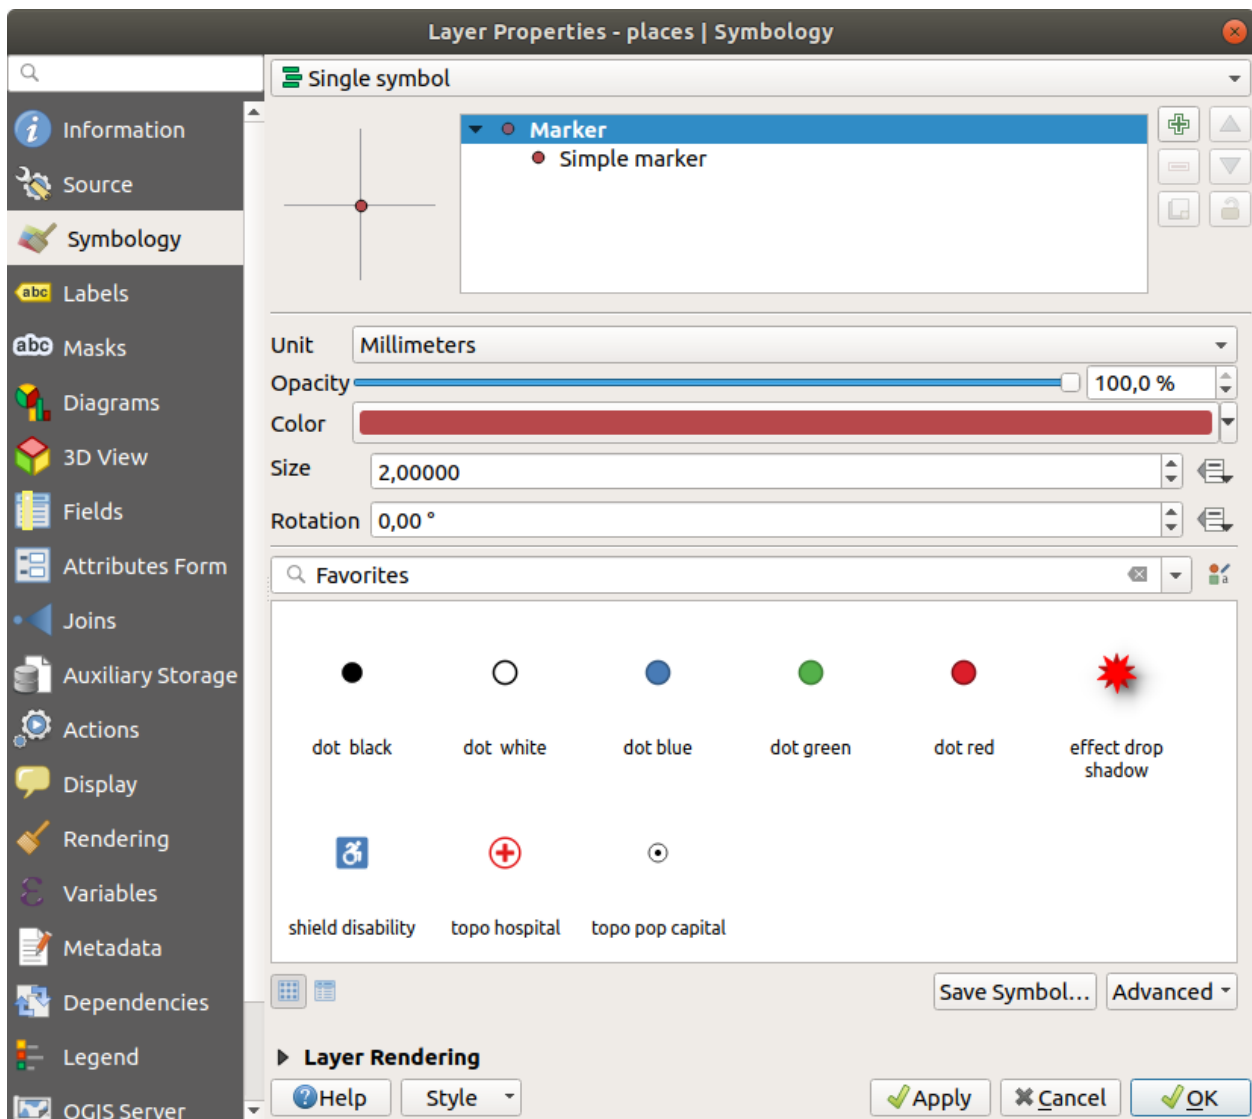 Layer Properties - places | Symbology
Single symbol
Information
Source
Symbology
abc Labels
abc Masks
Diagrams
3D View
Fields
Attributes Form
Joins
Auxiliary Storage
Actions
Display
Rendering
Variables
Metadata
Dependencies
Legend
QGIS Server
Marker
Simple marker
Unit Millimeters
Opacity 100,0 %
Color
Size 2,00000
Rotation 0,00 °
Favorites
dot black
dot white
dot blue
dot green
dot red
effect drop
shadow
shield disability
topo hospital
topo pop capital
Save Symbol...
Advanced
Layer Rendering
Help
Style
Apply
Cancel
OK